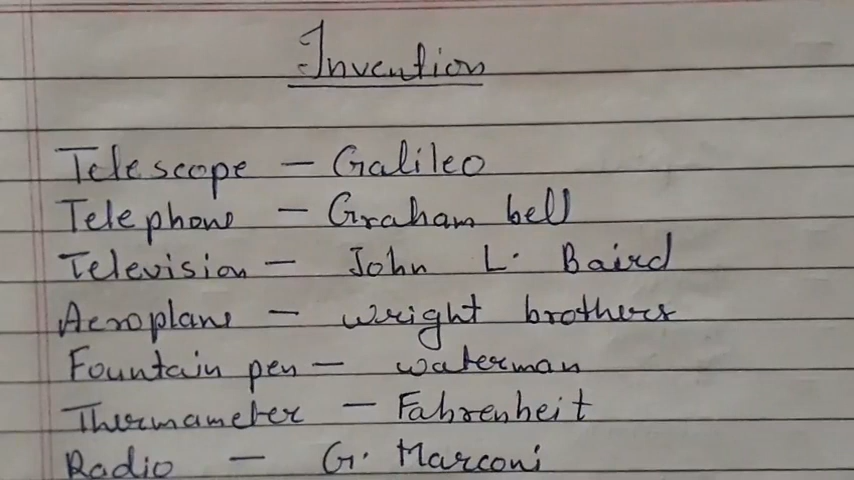 Invention
Telescope – Galileo
Telephone – Graham bell
Television – John L. Baird
Aeroplane – wright brothers
Fountain pen – waterman
Thermameter – Fahrenheit
Radio – G. Marconi